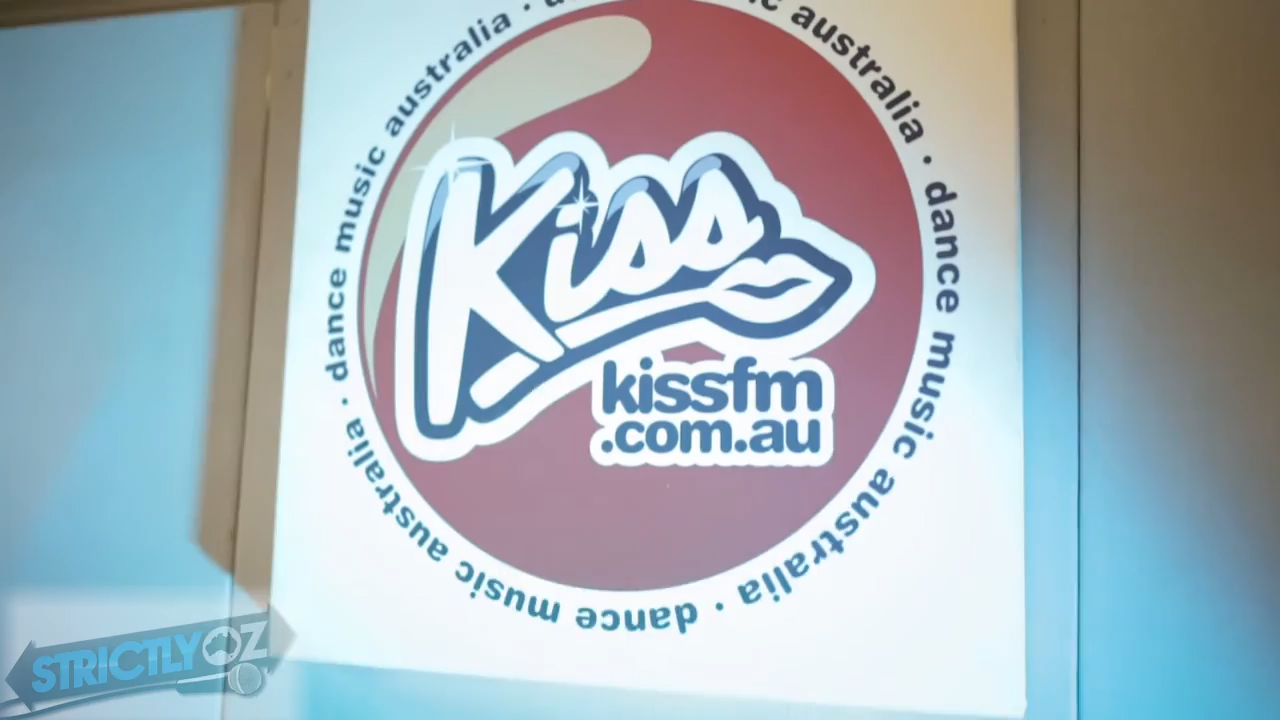 dance music australia · dance music australia · dance music australia · dance music australia ·
Kiss
kissfm
.com.au
STRICTLY OZ